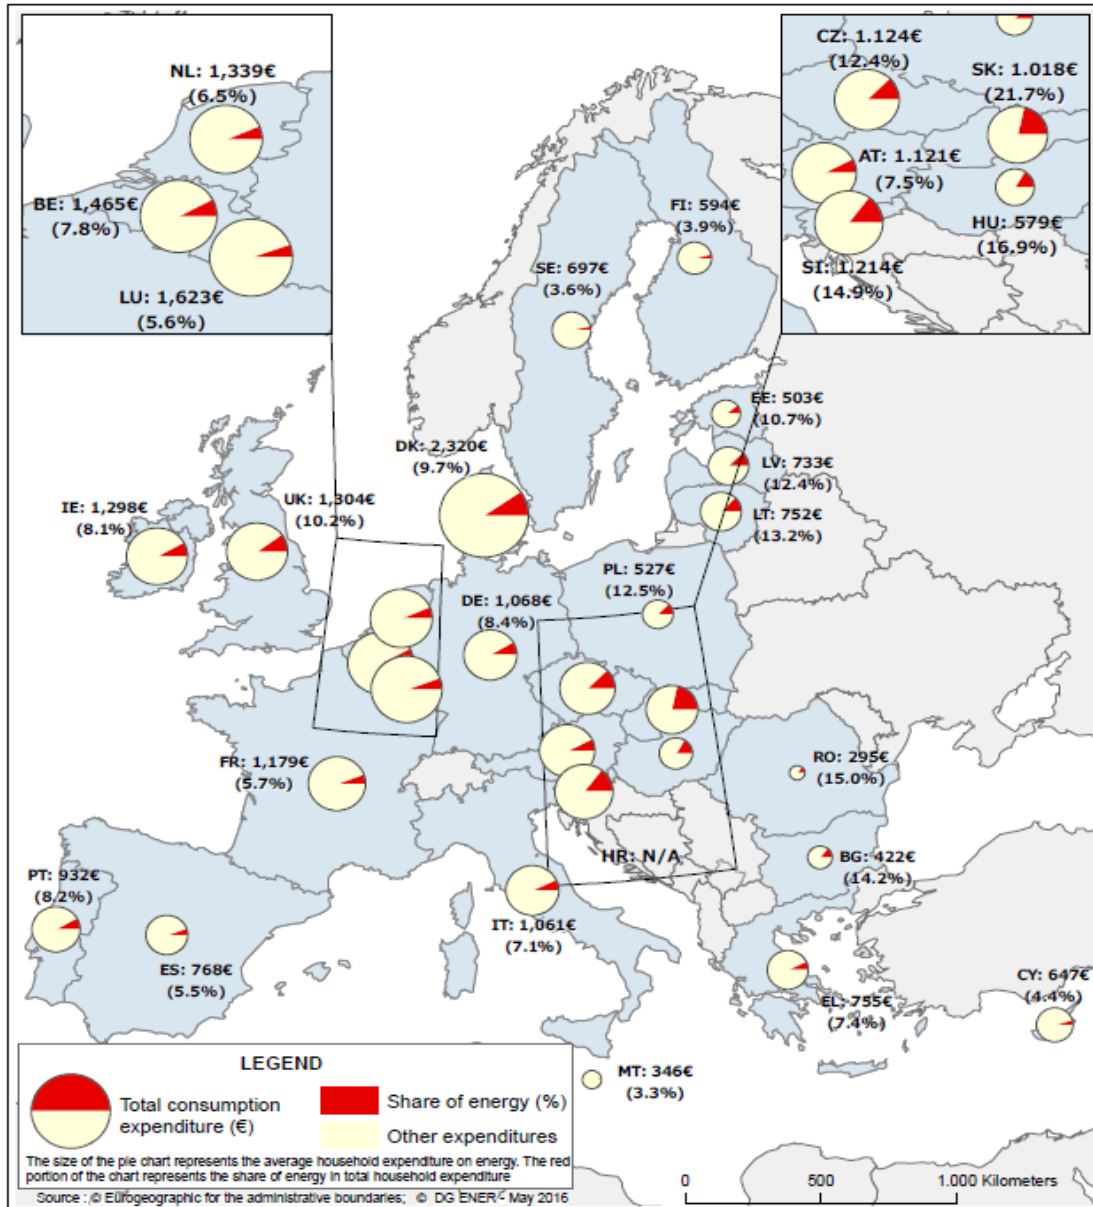 NL: 1,339€
(6.5%)
BE: 1,465€
(7.8%)
LU: 1,623€
(5.6%)
CZ: 1.124€
(12.4%)
SK: 1.018€
(21.7%)
AT: 1.121€
(7.5%)
HU: 579€
(16.9%)
SI: 1.214€
(14.9%)
FI: 594€
(3.9%)
SE: 697€
(3.6%)
EE: 503€
(10.7%)
DK: 2,320€
(9.7%)
LV: 733€
(12.4%)
IE: 1,298€
(8.1%)
UK: 1,304€
(10.2%)
LT: 752€
(13.2%)
PL: 527€
(12.5%)
DE: 1,068€
(8.4%)
FR: 1,179€
(5.7%)
RO: 295€
(15.0%)
HR: N/A
BG: 422€
(14.2%)
PT: 932€
(8.2%)
IT: 1,061€
(7.1%)
ES: 768€
(5.5%)
EL: 755€
(7.4%)
CY: 647€
(4.4%)
MT: 346€
(3.3%)
LEGEND
Total consumption
expenditure (€)
Share of energy (%)
Other expenditures
The size of the pie chart represents the average household expenditure on energy. The red
portion of the chart represents the share of energy in total household expenditure
Source : © Eurogeographic for the administrative boundaries; © DG ENER - May 2016
0 500 1.000 Kilometers